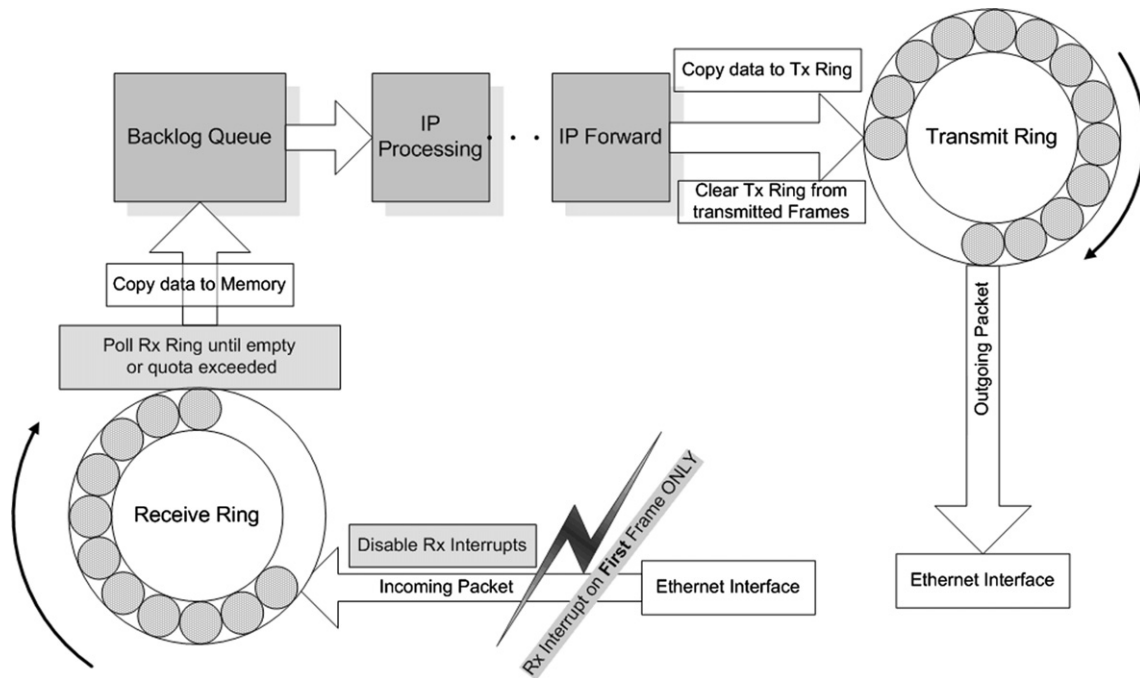 Copy data to Tx Ring
Backlog Queue
IP
Processing
. . .
IP Forward
Transmit Ring
Clear Tx Ring from
transmitted Frames
Copy data to Memory
Poll Rx Ring until empty
or quota exceeded
Outgoing Packet
Receive Ring
Disable Rx Interrupts
Incoming Packet
Rx Interrupt on First Frame ONLY
Ethernet Interface
Ethernet Interface